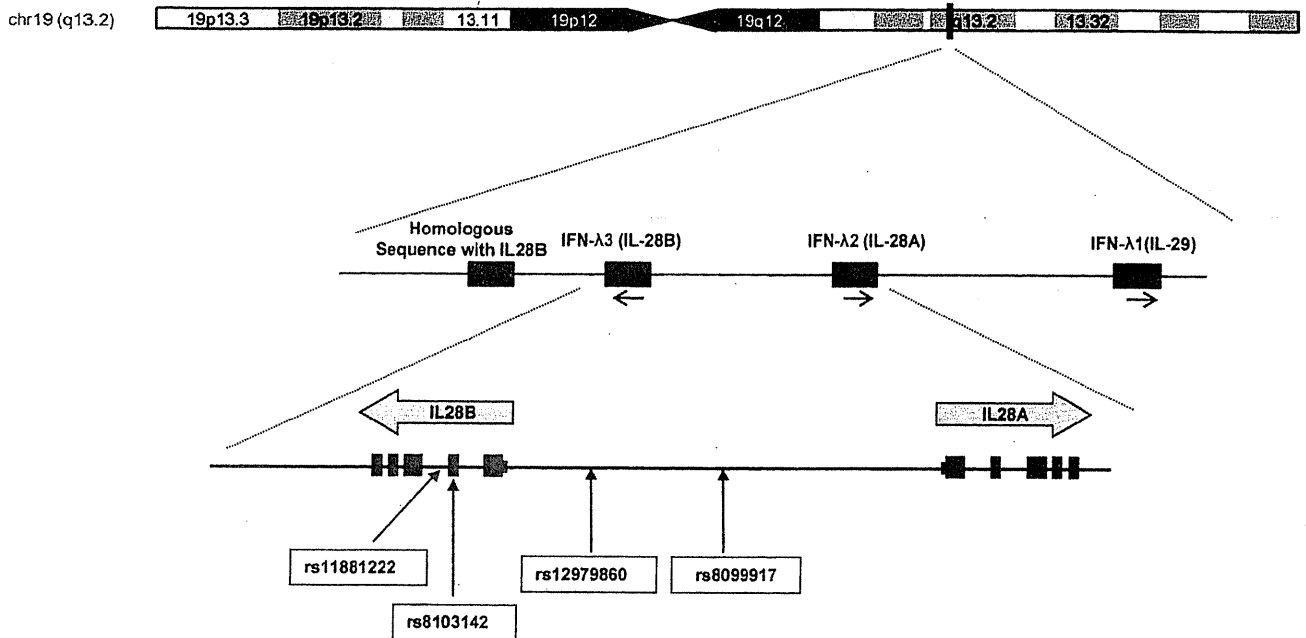 chr19 (q13.2)
19p13.3 19p13.2 13.11 19p12 19q12 q13.2 13.32
Homologous
Sequence with IL28B
IFN-λ3 (IL-28B)
IFN-λ2 (IL-28A)
IFN-λ1(IL-29)
IL28B
IL28A
rs11881222
rs8103142
rs12979860
rs8099917